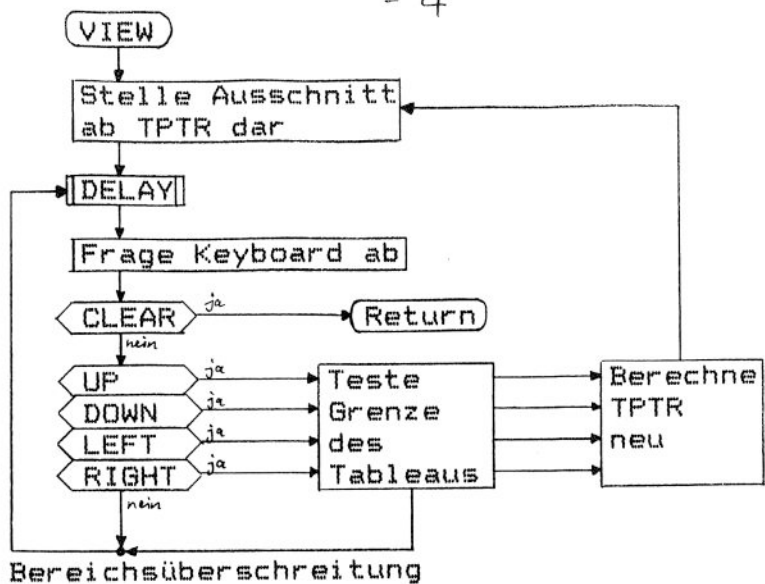 - 4
VIEW
Stelle Ausschnitt
ab TPTR dar
DELAY
Frage Keyboard ab
CLEAR
ja
Return
nein
UP
ja
DOWN
ja
LEFT
ja
RIGHT
ja
nein
Teste
Grenze
des
Tableaus
Berechne
TPTR
neu
Bereichsüberschreitung